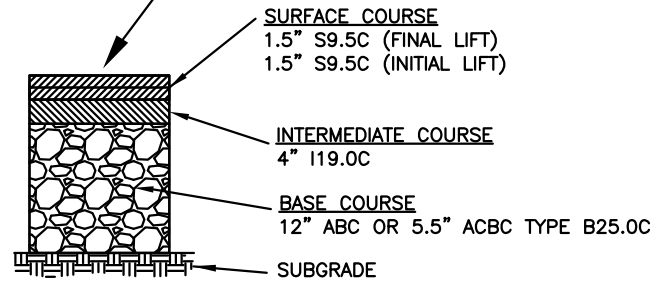 SURFACE COURSE
1.5" S9.5C (FINAL LIFT)
1.5" S9.5C (INITIAL LIFT)
INTERMEDIATE COURSE
4" I19.0C
BASE COURSE
12" ABC OR 5.5" ACBC TYPE B25.0C
SUBGRADE